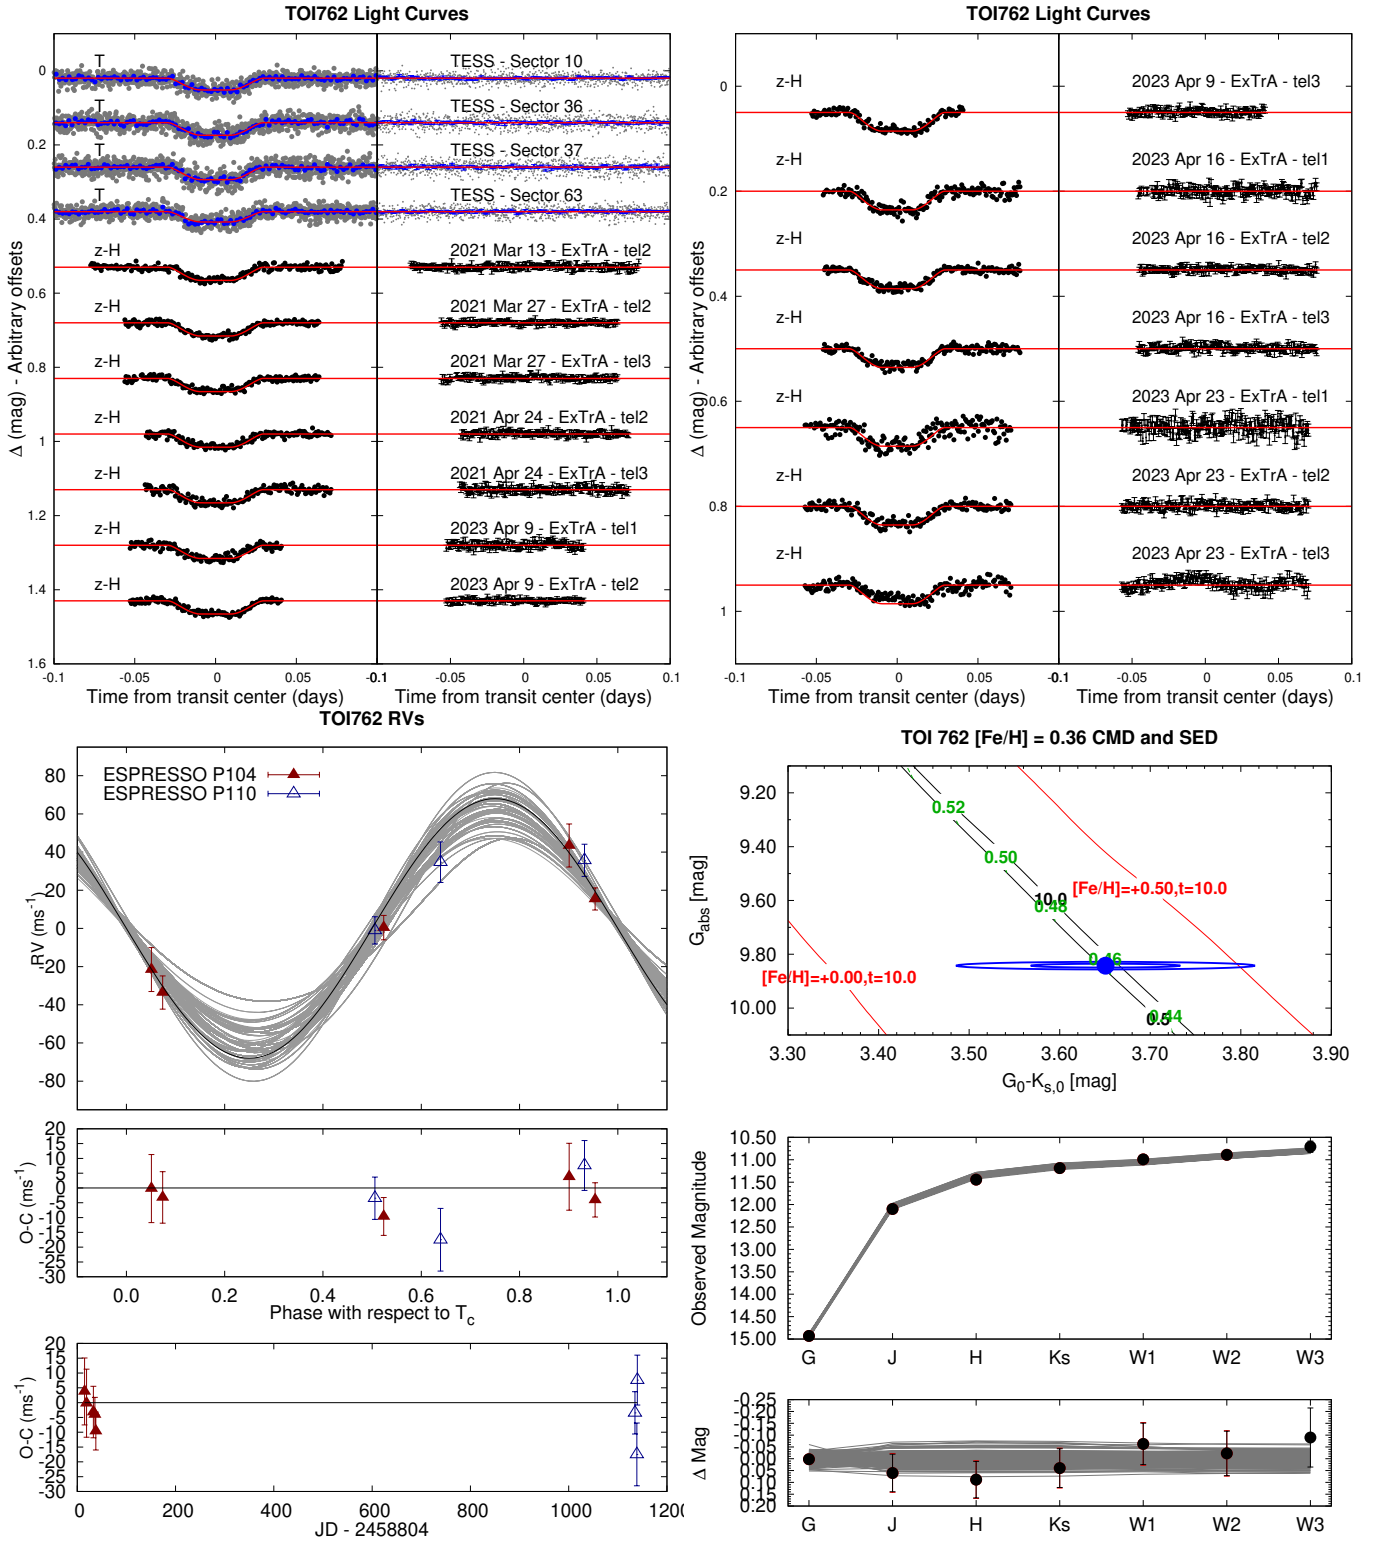 TOI762 Light Curves
T
TESS - Sector 10
T
TESS - Sector 36
T
TESS - Sector 37
T
TESS - Sector 63
z-H
2021 Mar 13 - ExTrA - tel2
z-H
2021 Mar 27 - ExTrA - tel2
z-H
2021 Mar 27 - ExTrA - tel3
z-H
2021 Apr 24 - ExTrA - tel2
z-H
2021 Apr 24 - ExTrA - tel3
z-H
2023 Apr 9 - ExTrA - tel1
z-H
2023 Apr 9 - ExTrA - tel2
0
0.2
0.4
0.6
0.8
1
1.2
1.4
1.6
Δ (mag) - Arbitrary offsets
-0.1 -0.05 0 0.05 -0.1 -0.05 0 0.05 0.1
Time from transit center (days) Time from transit center (days)
TOI762 Light Curves
z-H
2023 Apr 9 - ExTrA - tel3
z-H
2023 Apr 16 - ExTrA - tel1
z-H
2023 Apr 16 - ExTrA - tel2
z-H
2023 Apr 16 - ExTrA - tel3
z-H
2023 Apr 23 - ExTrA - tel1
z-H
2023 Apr 23 - ExTrA - tel2
z-H
2023 Apr 23 - ExTrA - tel3
0
0.2
0.4
0.6
0.8
1
Δ (mag) - Arbitrary offsets
-0.1 -0.05 0 0.05 -0.1 -0.05 0 0.05 0.1
Time from transit center (days) Time from transit center (days)
TOI762 RVs
ESPRESSO P104
ESPRESSO P110
80
60
40
20
0
-20
-40
-60
-80
RV (ms⁻¹)
20
15
10
5
0
-5
-10
-15
-20
-25
-30
O-C (ms⁻¹)
0.0 0.2 0.4 0.6 0.8 1.0
Phase with respect to Tc
20
15
10
5
0
-5
-10
-15
-20
-25
-30
O-C (ms⁻¹)
0 200 400 600 800 1000 1200
JD - 2458804
TOI 762 [Fe/H] = 0.36 CMD and SED
9.20
9.40
9.60
9.80
10.00
Gabs [mag]
0.52
0.50
[Fe/H]=+0.50,t=10.0
10.0
0.48
0.46
[Fe/H]=+0.00,t=10.0
0.5
0.44
3.30 3.40 3.50 3.60 3.70 3.80 3.90
G0-Ks,0 [mag]
10.50
11.00
11.50
12.00
12.50
13.00
13.50
14.00
14.50
15.00
Observed Magnitude
G J H Ks W1 W2 W3
-0.25
-0.20
-0.15
-0.10
-0.05
0.00
0.05
0.10
0.15
0.20
Δ Mag
G J H Ks W1 W2 W3